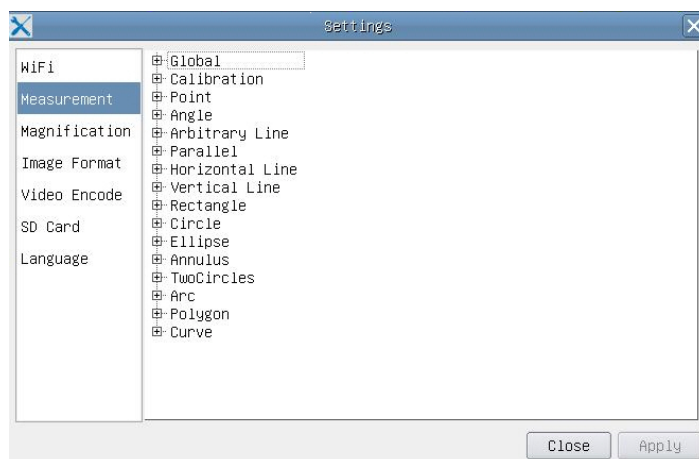 Settings
WiFi
Measurement
Magnification
Image Format
Video Encode
SD Card
Language
Global
Calibration
Point
Angle
Arbitrary Line
Parallel
Horizontal Line
Vertical Line
Rectangle
Circle
Ellipse
Annulus
TwoCircles
Arc
Polygon
Curve
Close
Apply